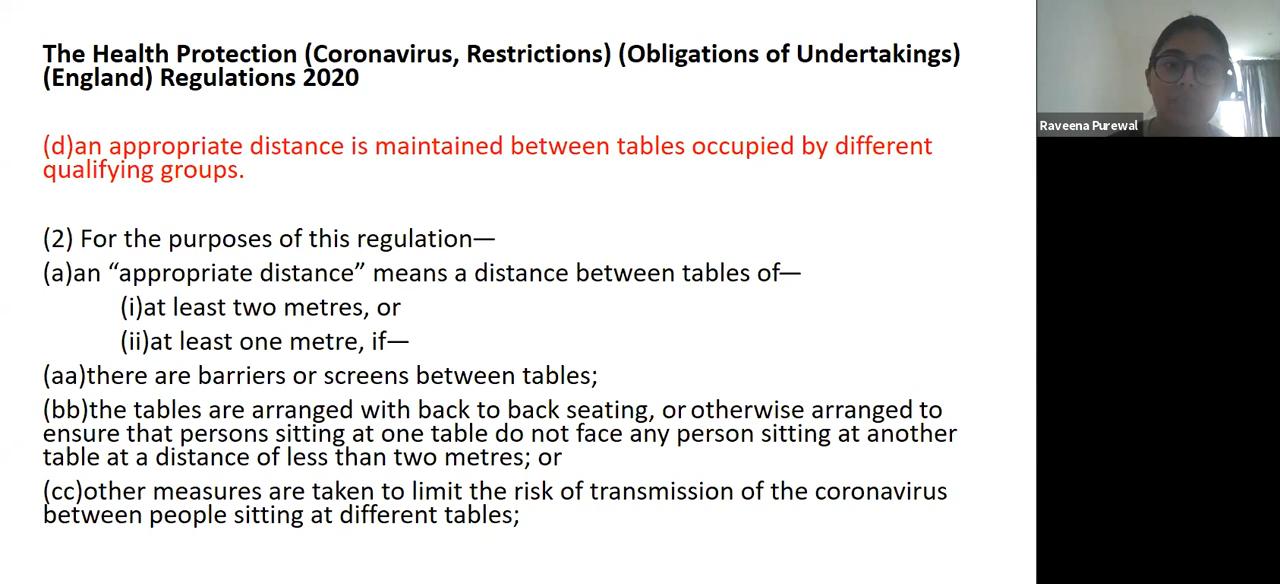 The Health Protection (Coronavirus, Restrictions) (Obligations of Undertakings)
(England) Regulations 2020
(d)an appropriate distance is maintained between tables occupied by different
qualifying groups.
(2) For the purposes of this regulation—
(a)an “appropriate distance” means a distance between tables of—
(i)at least two metres, or
(ii)at least one metre, if—
(aa)there are barriers or screens between tables;
(bb)the tables are arranged with back to back seating, or otherwise arranged to
ensure that persons sitting at one table do not face any person sitting at another
table at a distance of less than two metres; or
(cc)other measures are taken to limit the risk of transmission of the coronavirus
between people sitting at different tables;
Raveena Purewal